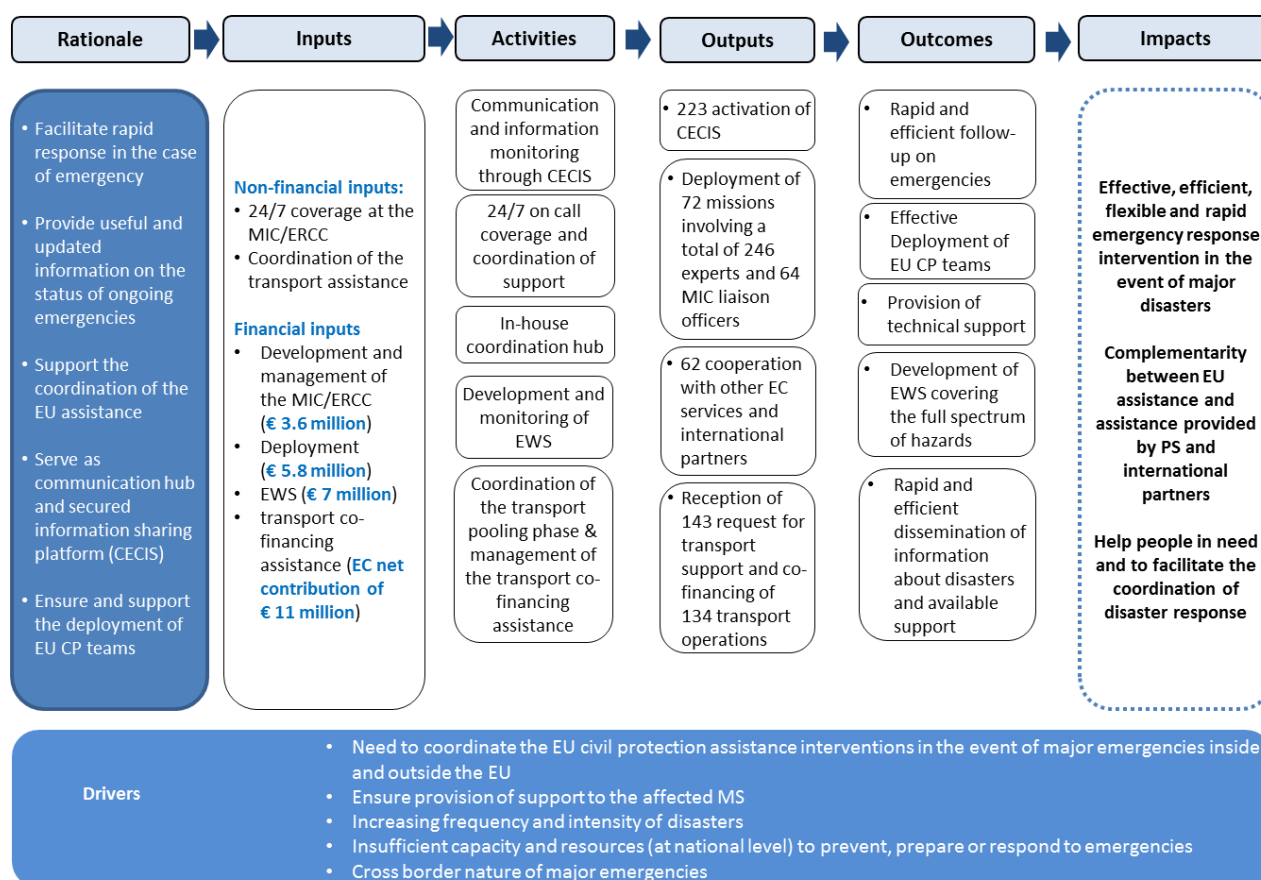 Rationale
Inputs
Activities
Outputs
Outcomes
Impacts
• Facilitate rapid
response in the case
of emergency
• Provide useful and
updated
information on the
status of ongoing
emergencies
• Support the
coordination of the
EU assistance
• Serve as
communication hub
and secured
information sharing
platform (CECIS)
• Ensure and support
the deployment of
EU CP teams
Non-financial inputs:
• 24/7 coverage at the
MIC/ERCC
• Coordination of the
transport assistance
Financial inputs
• Development and
management of
the MIC/ERCC
(€ 3.6 million)
• Deployment
(€ 5.8 million)
• EWS (€ 7 million)
• transport co-
financing
assistance (EC net
contribution of
€ 11 million)
Communication
and information
monitoring
through CECIS
24/7 on call
coverage and
coordination of
support
In-house
coordination hub
Development and
monitoring of
EWS
Coordination of
the transport
pooling phase &
management of
the transport co-
financing
assistance
• 223 activation of
CECIS
• Deployment of
72 missions
involving a
total of 246
experts and 64
MIC liaison
officers
• 62 cooperation
with other EC
services and
international
partners
• Reception of
143 request for
transport
support and co-
financing of
134 transport
operations
• Rapid and
efficient follow-
up on
emergencies
• Effective
Deployment of
EU CP teams
• Provision of
technical support
• Development of
EWS covering
the full spectrum
of hazards
• Rapid and
efficient
dissemination of
information
about disasters
and available
support
Effective, efficient,
flexible and rapid
emergency response
intervention in the
event of major
disasters
Complementarity
between EU
assistance and
assistance provided
by PS and
international
partners
Help people in need
and to facilitate the
coordination of
disaster response
Drivers
• Need to coordinate the EU civil protection assistance interventions in the event of major emergencies inside
and outside the EU
• Ensure provision of support to the affected MS
• Increasing frequency and intensity of disasters
• Insufficient capacity and resources (at national level) to prevent, prepare or respond to emergencies
• Cross border nature of major emergencies